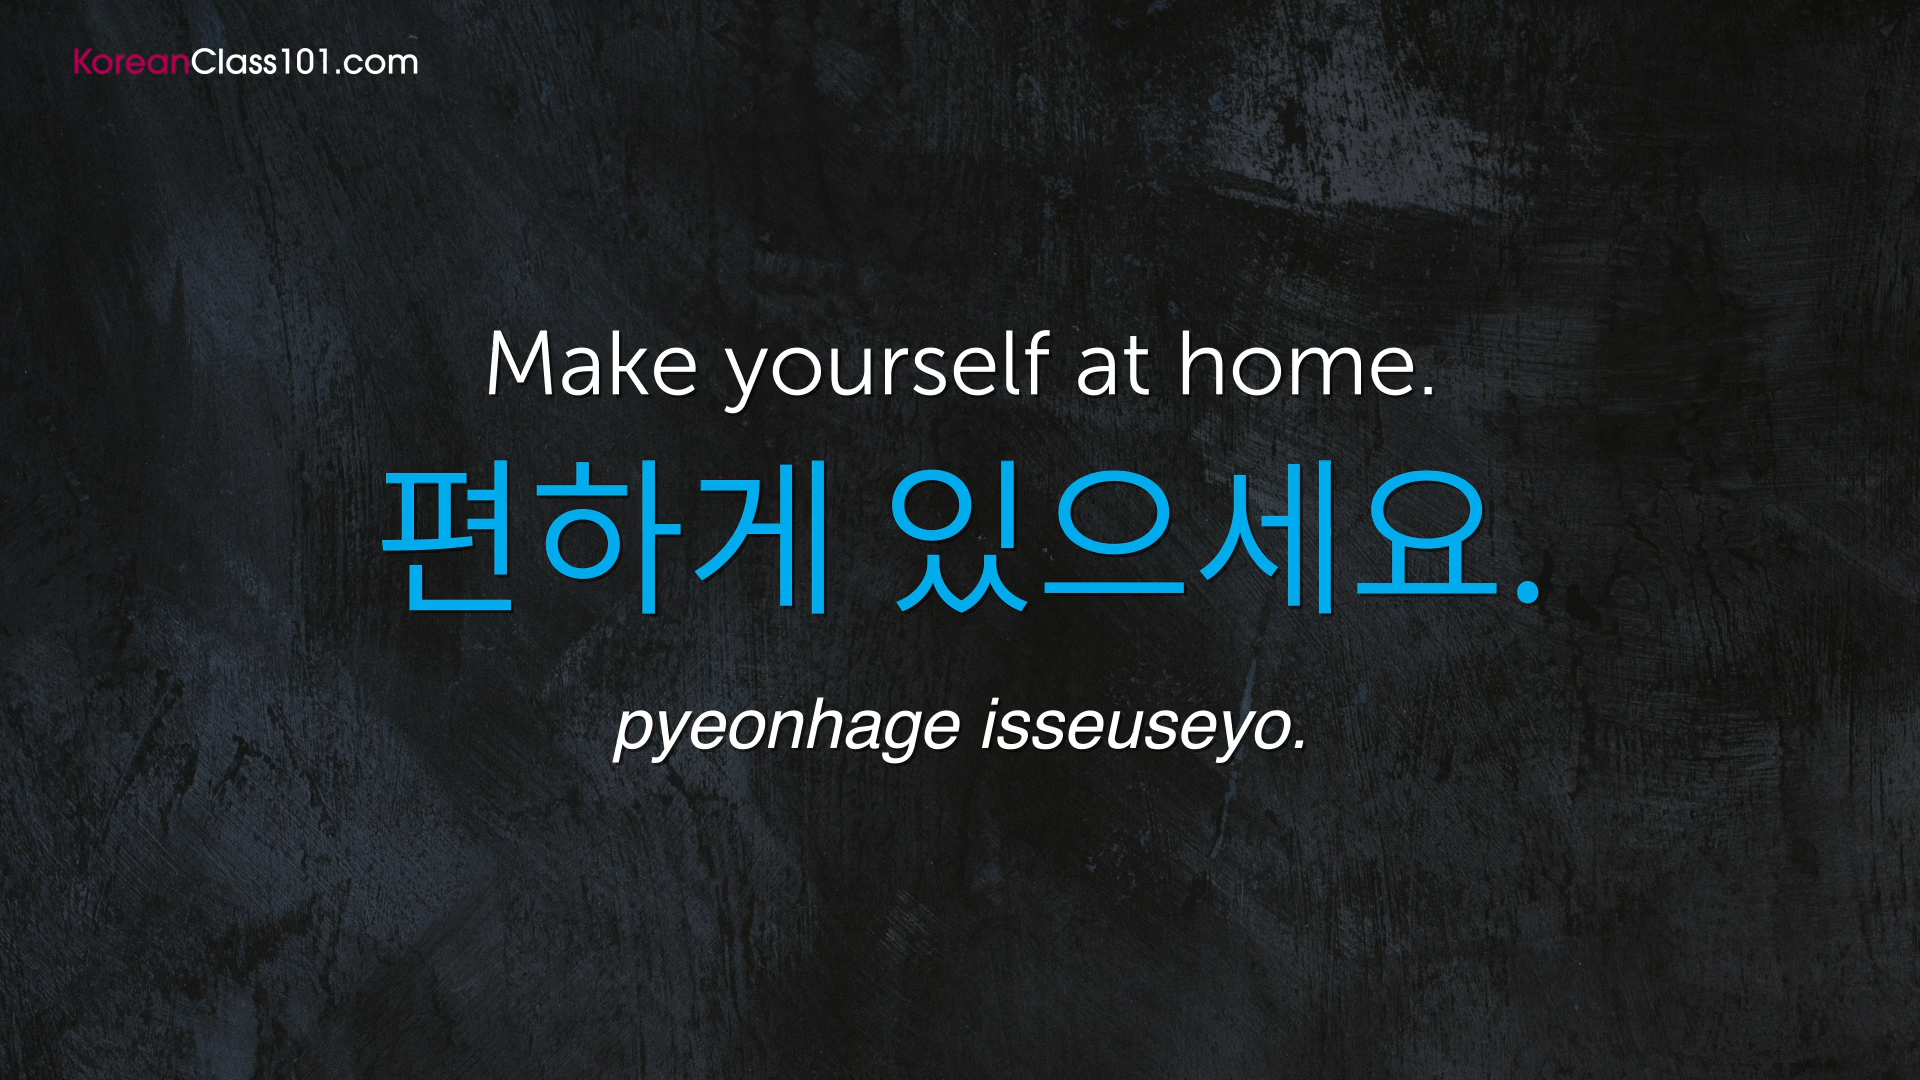 KoreanClass101.com
Make yourself at home.
편하게 있으세요.
pyeonhage isseuseyo.